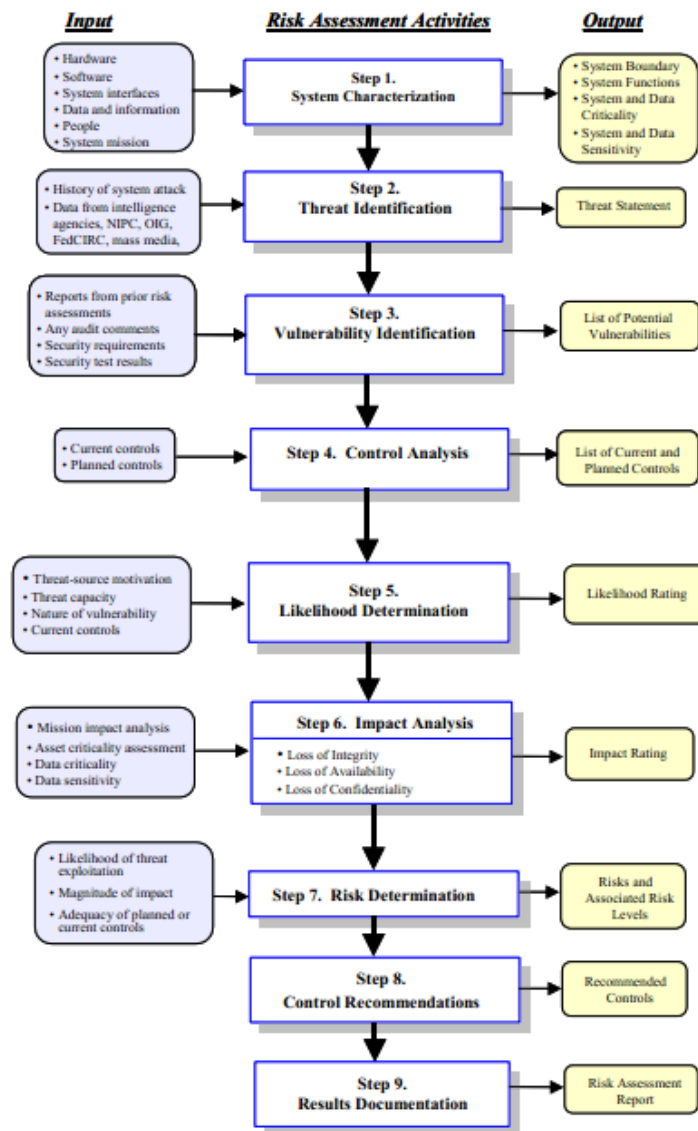 Input
Risk Assessment Activities
Output
• Hardware
• Software
• System interfaces
• Data and information
• People
• System mission
Step 1.
System Characterization
• System Boundary
• System Functions
• System and Data
Criticality
• System and Data
Sensitivity
• History of system attack
• Data from intelligence
agencies, NIPC, OIG,
FedCIRC, mass media,
Step 2.
Threat Identification
Threat Statement
• Reports from prior risk
assessments
• Any audit comments
• Security requirements
• Security test results
Step 3.
Vulnerability Identification
List of Potential
Vulnerabilities
• Current controls
• Planned controls
Step 4. Control Analysis
List of Current and
Planned Controls
• Threat-source motivation
• Threat capacity
• Nature of vulnerability
• Current controls
Step 5.
Likelihood Determination
Likelihood Rating
• Mission impact analysis
• Asset criticality assessment
• Data criticality
• Data sensitivity
Step 6. Impact Analysis
• Loss of Integrity
• Loss of Availability
• Loss of Confidentiality
Impact Rating
• Likelihood of threat
exploitation
• Magnitude of impact
• Adequacy of planned or
current controls
Step 7. Risk Determination
Risks and
Associated Risk
Levels
Step 8.
Control Recommendations
Recommended
Controls
Step 9.
Results Documentation
Risk Assessment
Report